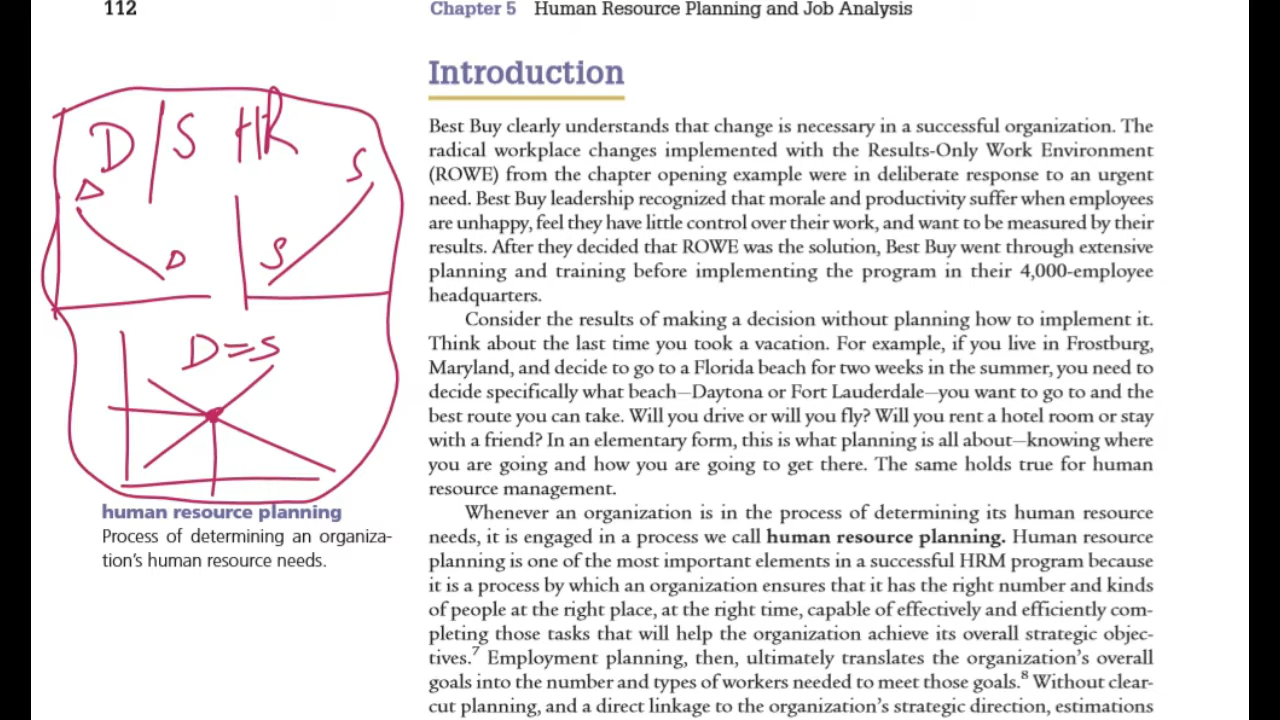 112
Chapter 5 Human Resource Planning and Job Analysis
D/S HR
D
S
D
S
D=S
human resource planning
Process of determining an organiza-
tion's human resource needs.
Introduction
Best Buy clearly understands that change is necessary in a successful organization. The
radical workplace changes implemented with the Results-Only Work Environment
(ROWE) from the chapter opening example were in deliberate response to an urgent
need. Best Buy leadership recognized that morale and productivity suffer when employees
are unhappy, feel they have little control over their work, and want to be measured by their
results. After they decided that ROWE was the solution, Best Buy went through extensive
planning and training before implementing the program in their 4,000-employee
headquarters.
Consider the results of making a decision without planning how to implement it.
Think about the last time you took a vacation. For example, if you live in Frostburg,
Maryland, and decide to go to a Florida beach for two weeks in the summer, you need to
decide specifically what beach—Daytona or Fort Lauderdale—you want to go to and the
best route you can take. Will you drive or will you fly? Will you rent a hotel room or stay
with a friend? In an elementary form, this is what planning is all about—knowing where
you are going and how you are going to get there. The same holds true for human
resource management.
Whenever an organization is in the process of determining its human resource
needs, it is engaged in a process we call human resource planning. Human resource
planning is one of the most important elements in a successful HRM program because
it is a process by which an organization ensures that it has the right number and kinds
of people at the right place, at the right time, capable of effectively and efficiently com-
pleting those tasks that will help the organization achieve its overall strategic objec-
tives.⁷ Employment planning, then, ultimately translates the organization's overall
goals into the number and types of workers needed to meet those goals.⁸ Without clear-
cut planning, and a direct linkage to the organization's strategic direction, estimations